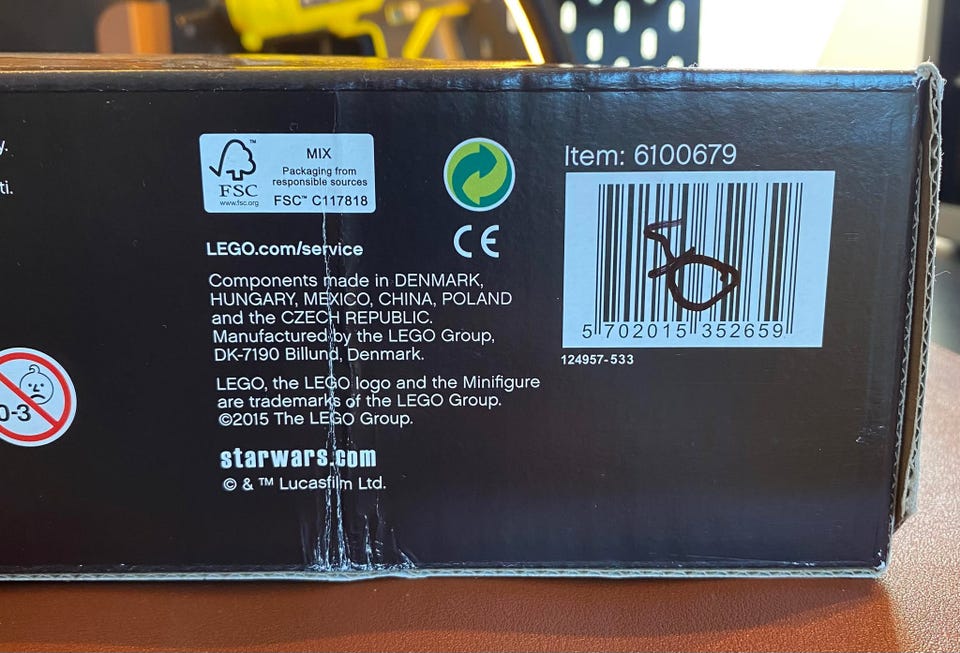 y.
ti.
0-3
FSC
www.fsc.org
MIX
Packaging from
responsible sources
FSC™ C117818
LEGO.com/service
CE
Components made in DENMARK,
HUNGARY, MEXICO, CHINA, POLAND
and the CZECH REPUBLIC.
Manufactured by the LEGO Group,
DK-7190 Billund, Denmark.
LEGO, the LEGO logo and the Minifigure
are trademarks of the LEGO Group.
©2015 The LEGO Group.
starwars.com
© & ™ Lucasfilm Ltd.
Item: 6100679
5 702015 352659
124957-533